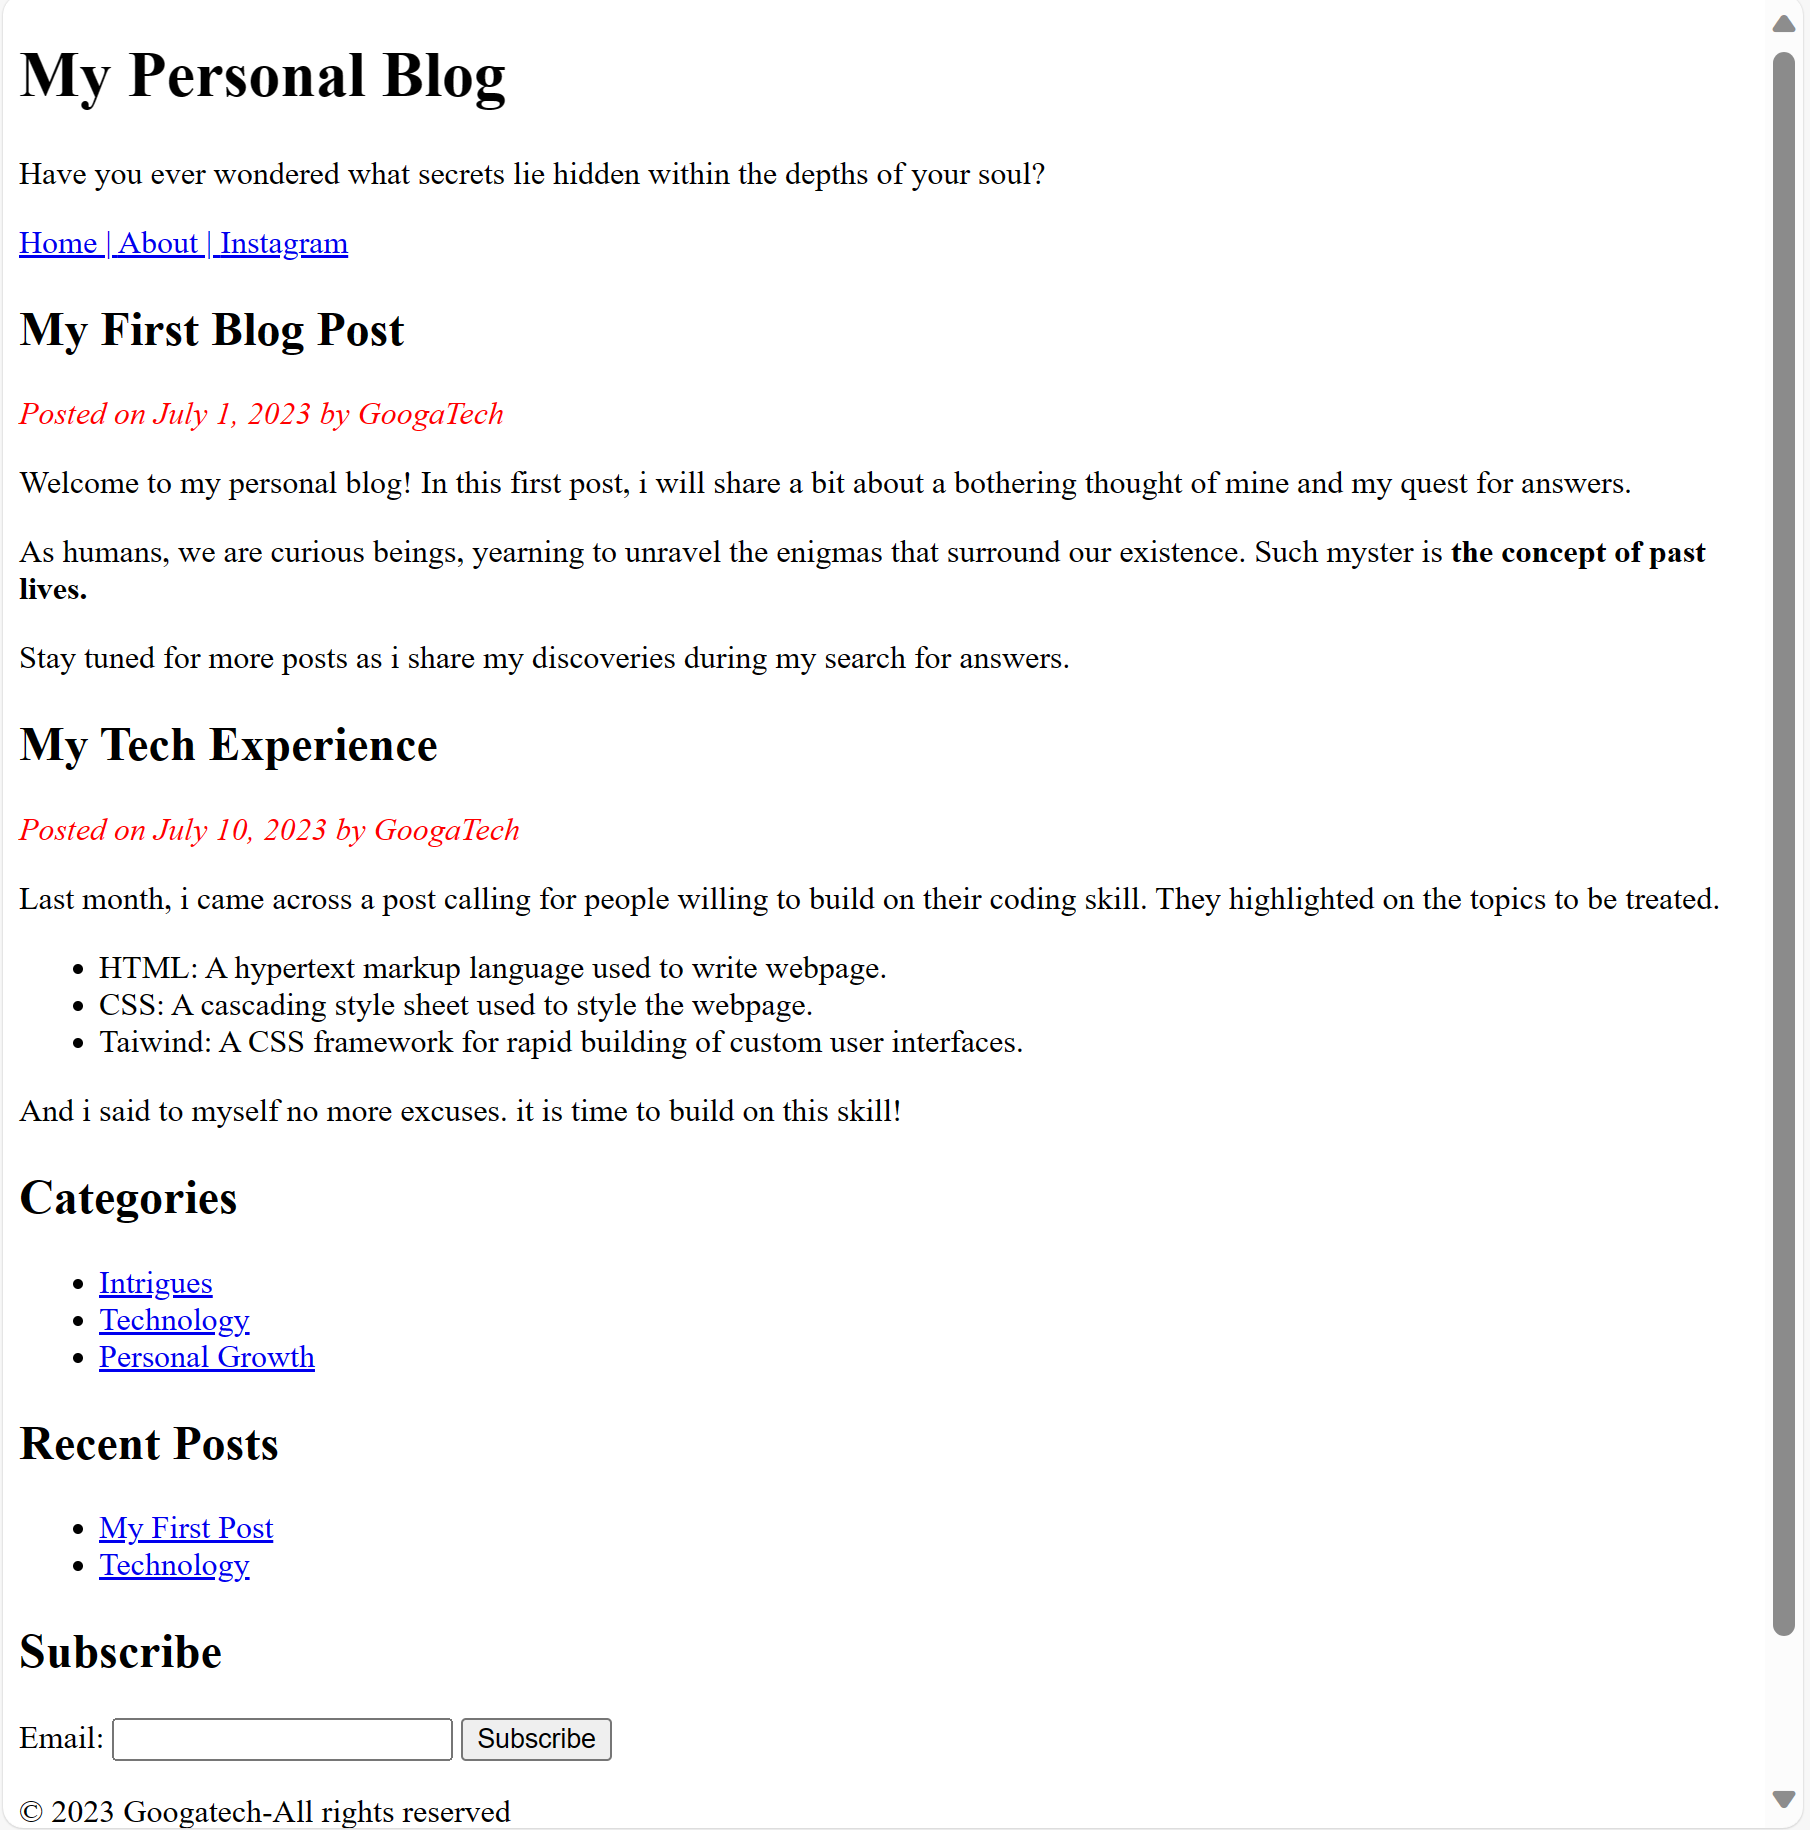 My Personal Blog
Have you ever wondered what secrets lie hidden within the depths of your soul?
Home | About | Instagram
My First Blog Post
Posted on July 1, 2023 by GoogaTech
Welcome to my personal blog! In this first post, i will share a bit about a bothering thought of mine and my quest for answers.
As humans, we are curious beings, yearning to unravel the enigmas that surround our existence. Such myster is the concept of past
lives.
Stay tuned for more posts as i share my discoveries during my search for answers.
My Tech Experience
Posted on July 10, 2023 by GoogaTech
Last month, i came across a post calling for people willing to build on their coding skill. They highlighted on the topics to be treated.
• HTML: A hypertext markup language used to write webpage.
• CSS: A cascading style sheet used to style the webpage.
• Taiwind: A CSS framework for rapid building of custom user interfaces.
And i said to myself no more excuses. it is time to build on this skill!
Categories
• Intrigues
• Technology
• Personal Growth
Recent Posts
• My First Post
• Technology
Subscribe
Email: Subscribe
© 2023 Googatech-All rights reserved